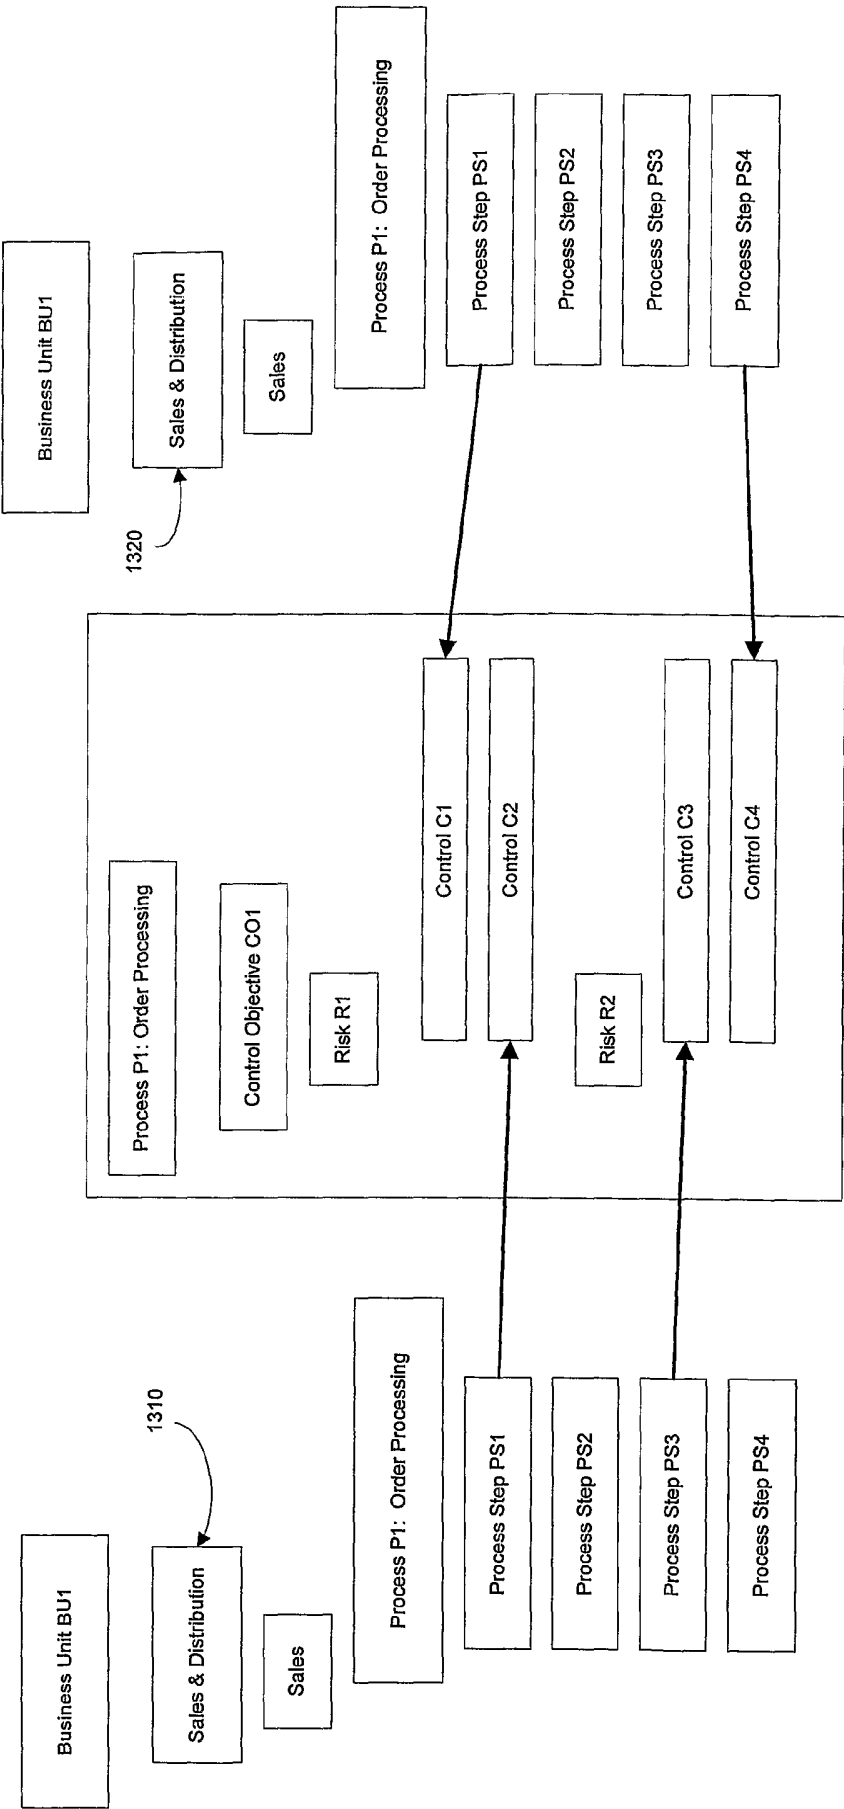 Business Unit BU1
Sales & Distribution
1310
Sales
Process P1:  Order Processing
Process Step PS1
Process Step PS2
Process Step PS3
Process Step PS4
Process P1: Order Processing
Control Objective CO1
Risk R1
Control C1
Control C2
Risk R2
Control C3
Control C4
Business Unit BU1
Sales & Distribution
1320
Sales
Process P1:  Order Processing
Process Step PS1
Process Step PS2
Process Step PS3
Process Step PS4